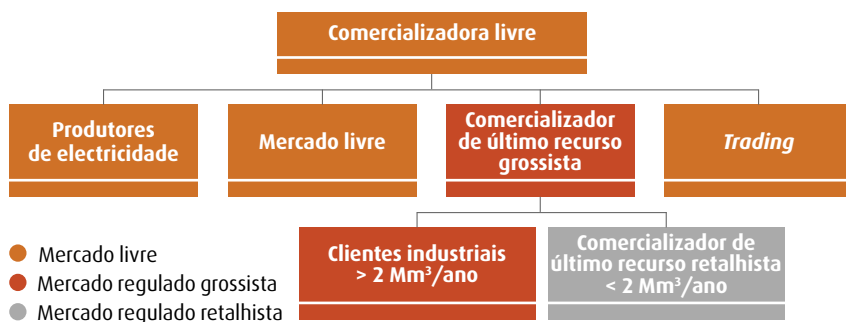 Comercializadora livre
Produtores
de electricidade
Mercado livre
Comercializador
de último recurso
grossista
Trading
Clientes industriais
> 2 Mm³/ano
Comercializador de
último recurso retalhista
< 2 Mm³/ano
Mercado livre
Mercado regulado grossista
Mercado regulado retalhista